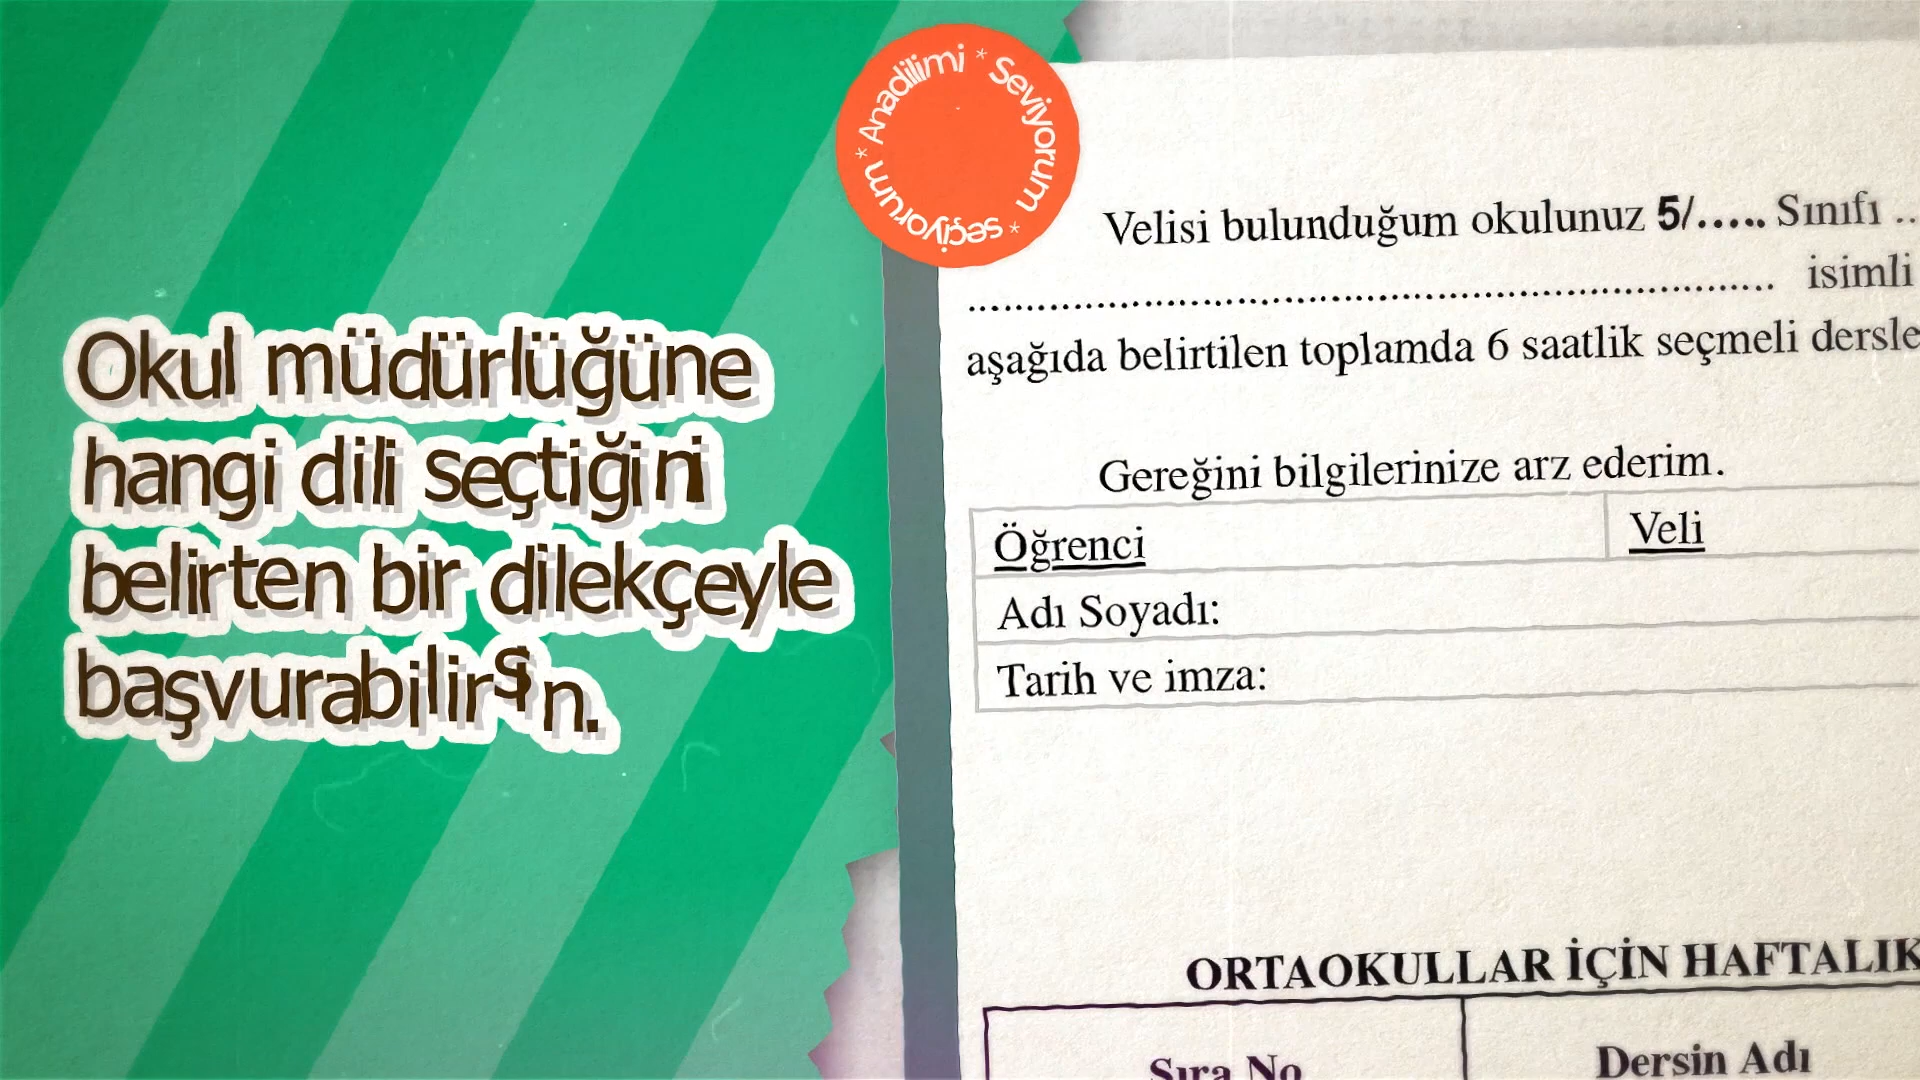 Okul müdürlüğüne
hangi dili seçtiğini
belirten bir dilekçeyle
başvurabilirsin.
* Anadilimi * Seviyorum * seçiyorum
Velisi bulunduğum okulunuz 5/..... Sınıfı ..
...................................................................... isimli
aşağıda belirtilen toplamda 6 saatlik seçmeli dersle
Gereğini bilgilerinize arz ederim.
Öğrenci Veli
Adı Soyadı:
Tarih ve imza:
ORTAOKULLAR İÇİN HAFTALIK
Sıra No Dersin Adı